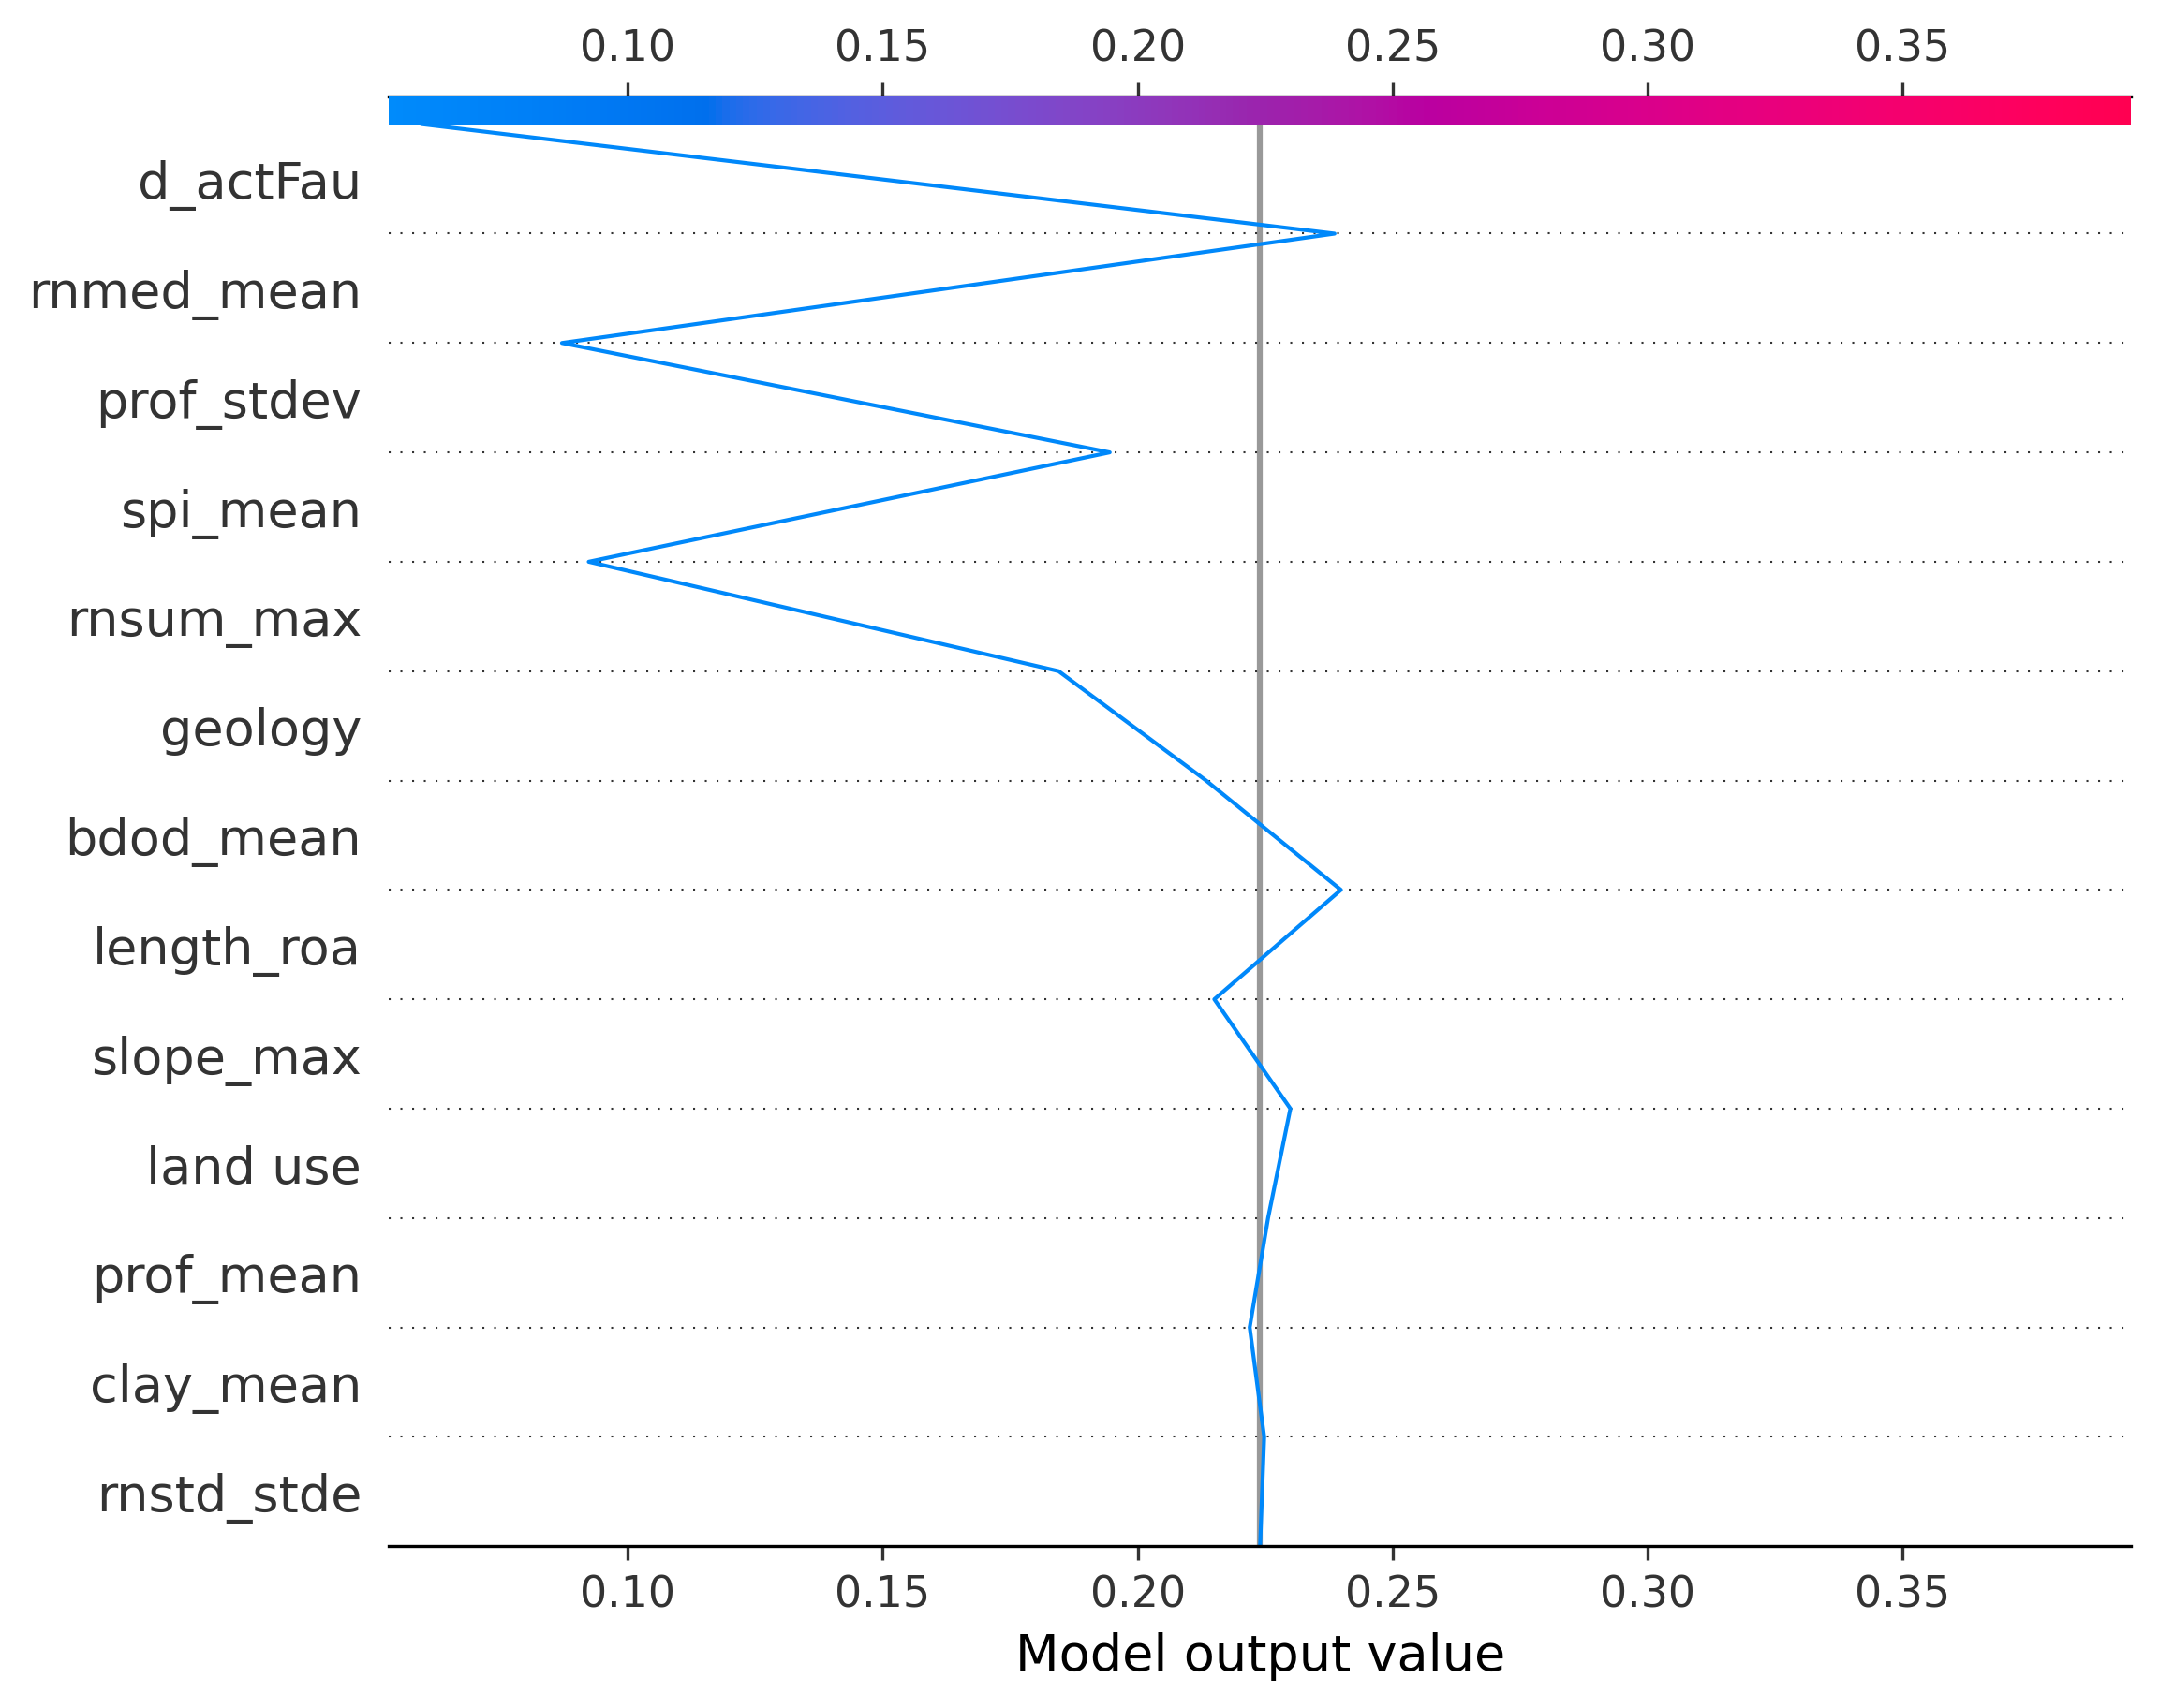 0.10 0.15 0.20 0.25 0.30 0.35
d_actFau
rnmed_mean
prof_stdev
spi_mean
rnsum_max
geology
bdod_mean
length_roa
slope_max
land use
prof_mean
clay_mean
rnstd_stde
0.10 0.15 0.20 0.25 0.30 0.35
Model output value